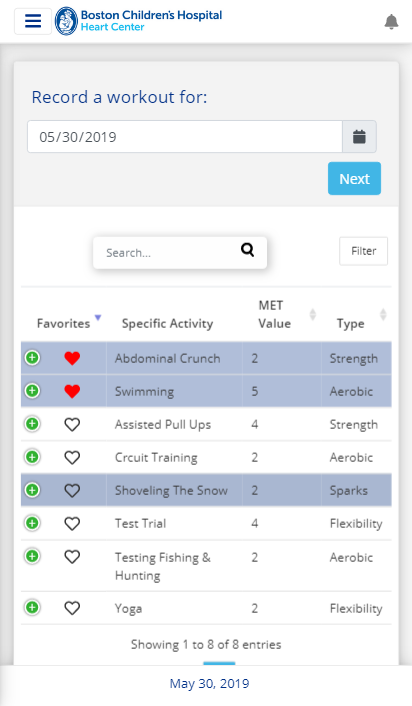 Boston Children's Hospital
Heart Center
Record a workout for:
05/30/2019
Next
Search...
Filter
Favorites Specific Activity MET Value Type
Abdominal Crunch 2 Strength
Swimming 5 Aerobic
Assisted Pull Ups 4 Strength
Crcuit Training 2 Aerobic
Shoveling The Snow 2 Sparks
Test Trial 4 Flexibility
Testing Fishing & Hunting 2 Aerobic
Yoga 2 Flexibility
Showing 1 to 8 of 8 entries
May 30, 2019